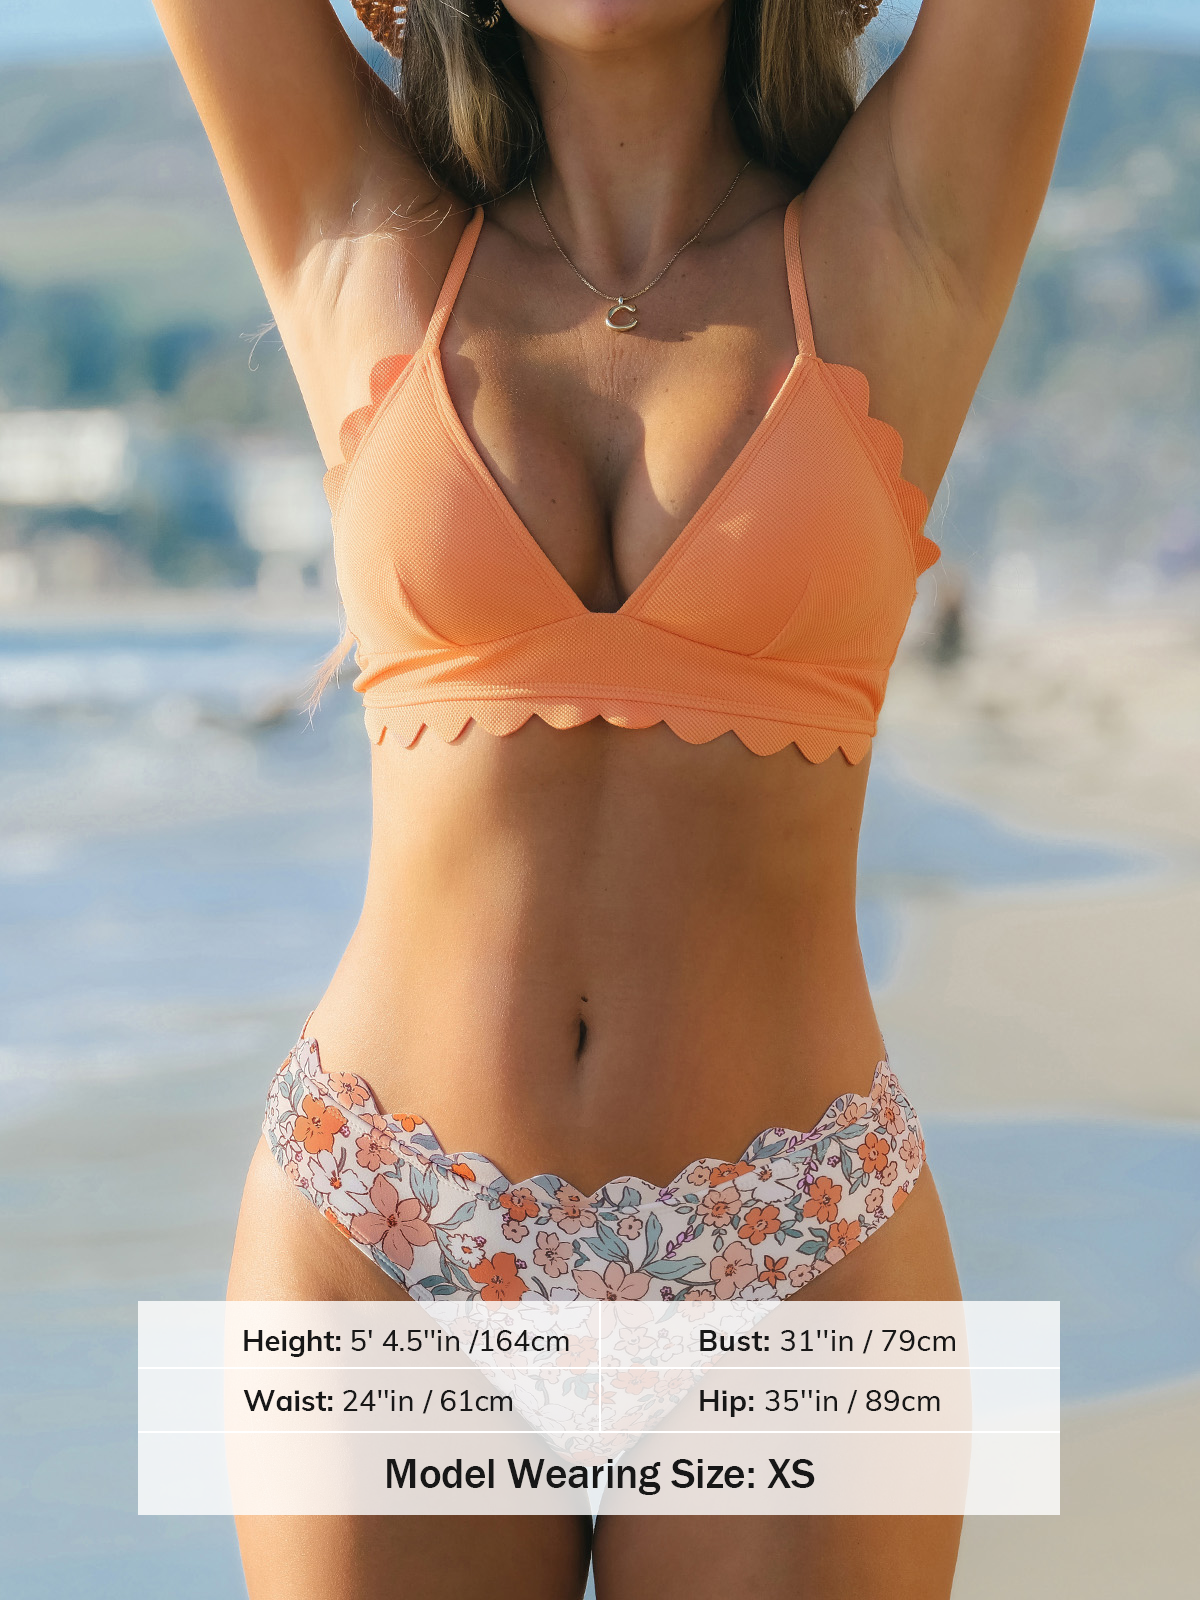 Height: 5' 4.5''in /164cm
Bust: 31''in / 79cm
Waist: 24''in / 61cm
Hip: 35''in / 89cm
Model Wearing Size: XS
C